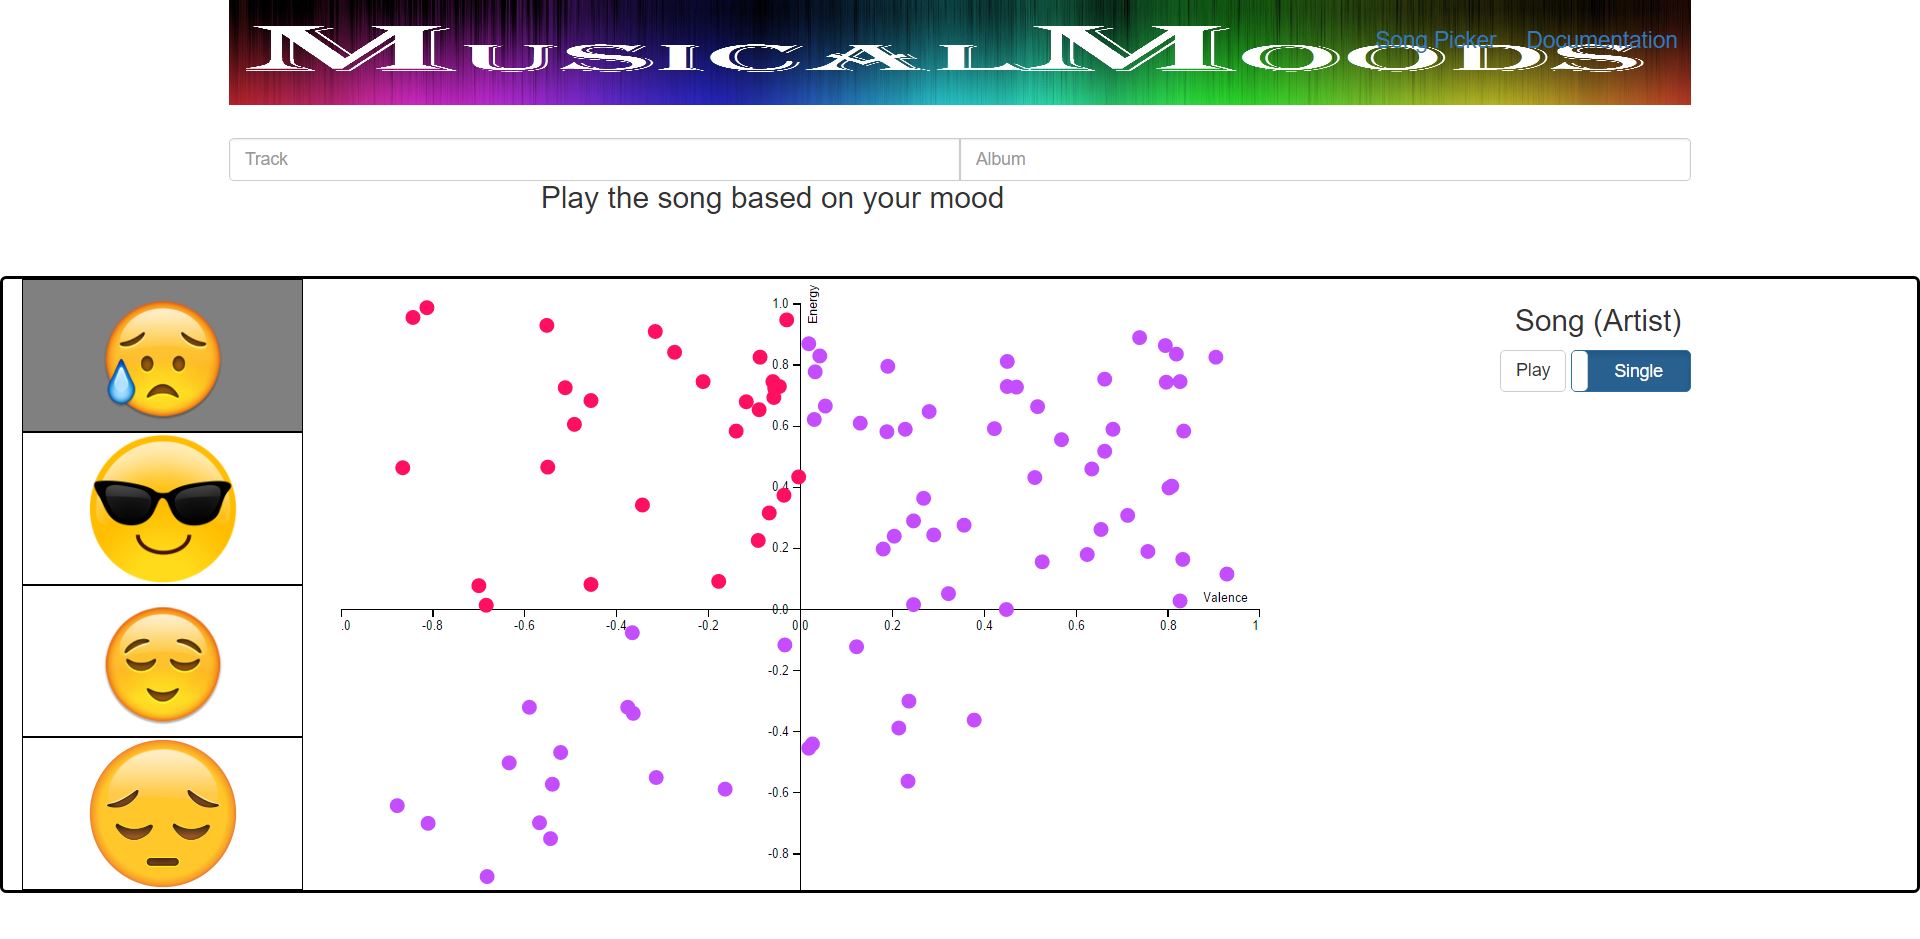 MusicalMoods
Song Picker Documentation
Track
Album
Play the song based on your mood
Song (Artist)
Play
Single
Energy
1.0
0.8
0.6
0.4
0.2
0.0
-0.2
-0.4
-0.6
-0.8
Valence
.0 -0.8 -0.6 -0.4 -0.2 0.0 0.2 0.4 0.6 0.8 1